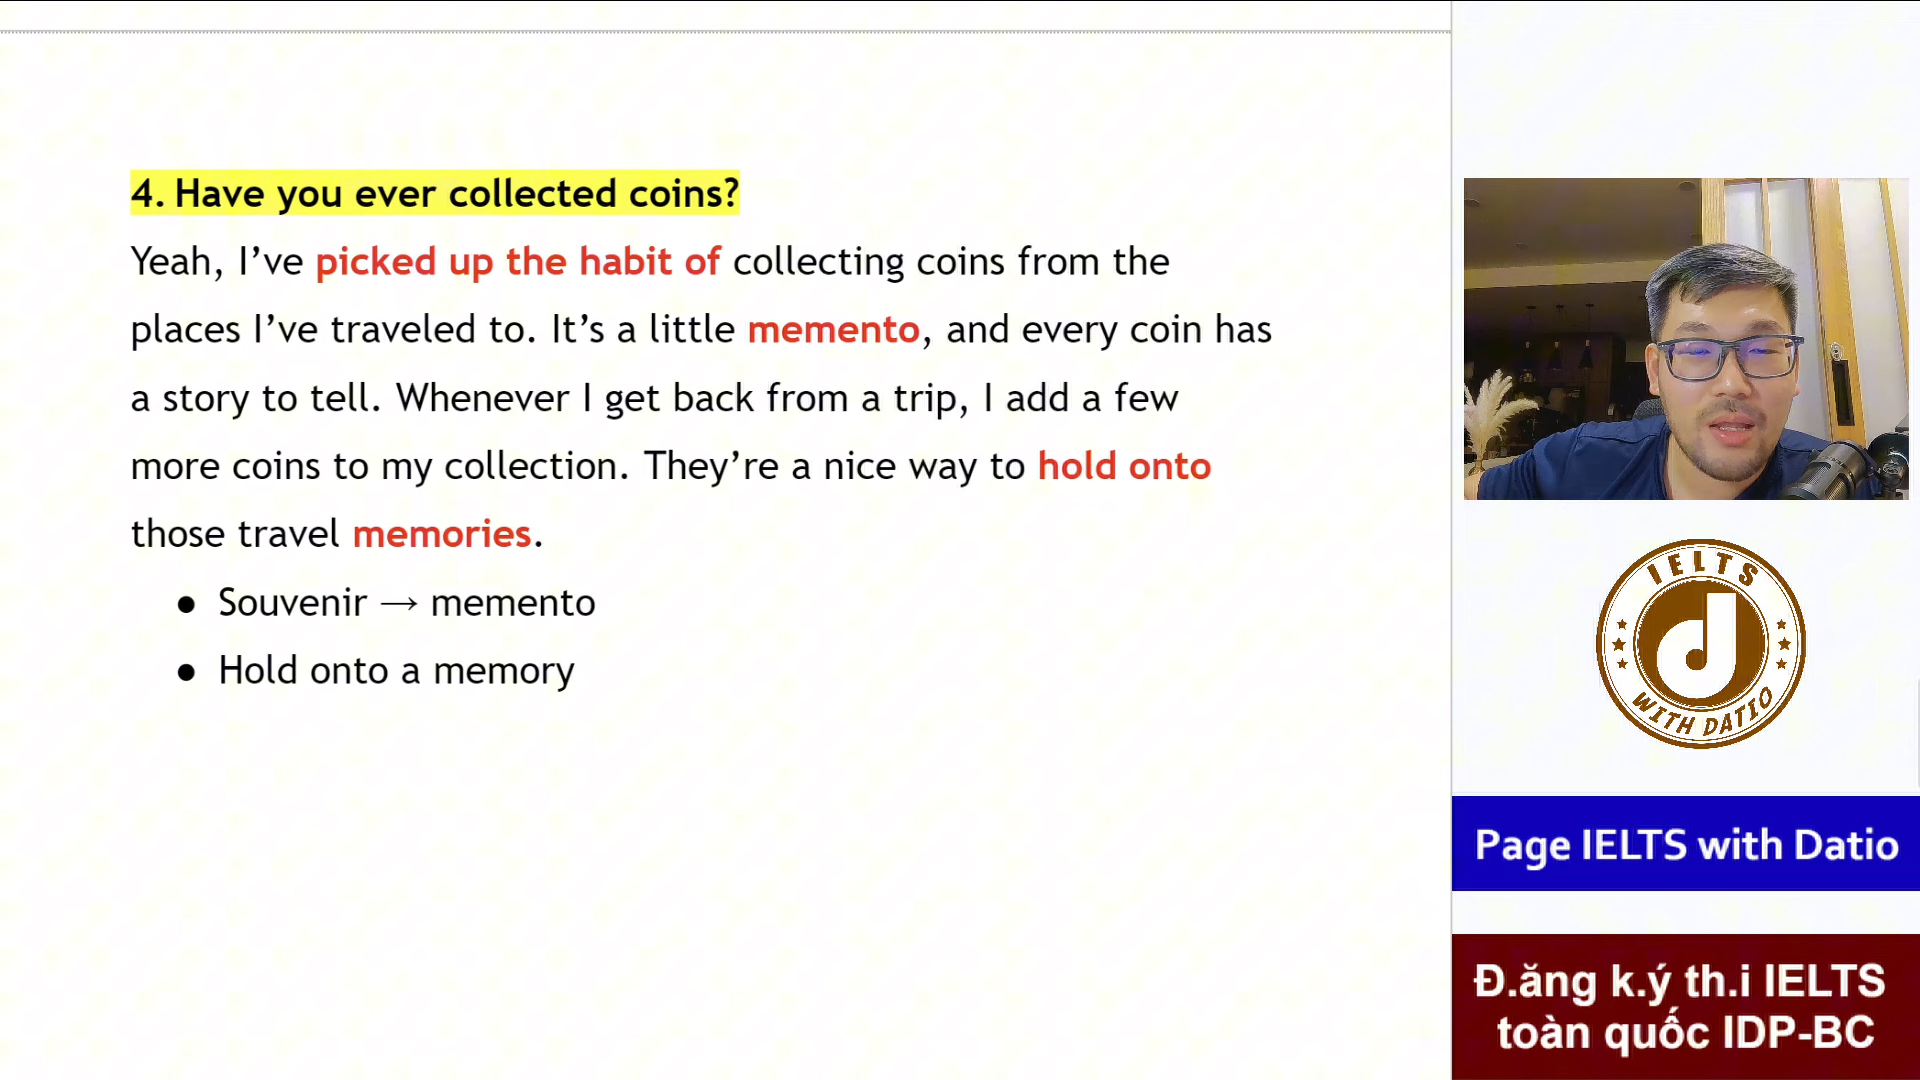 4. Have you ever collected coins?
Yeah, I’ve picked up the habit of collecting coins from the
places I’ve traveled to. It’s a little memento, and every coin has
a story to tell. Whenever I get back from a trip, I add a few
more coins to my collection. They’re a nice way to hold onto
those travel memories.
● Souvenir → memento
● Hold onto a memory
IELTS
WITH DATIO
Page IELTS with Datio
Đ.ăng k.ý th.i IELTS
toàn quốc IDP-BC